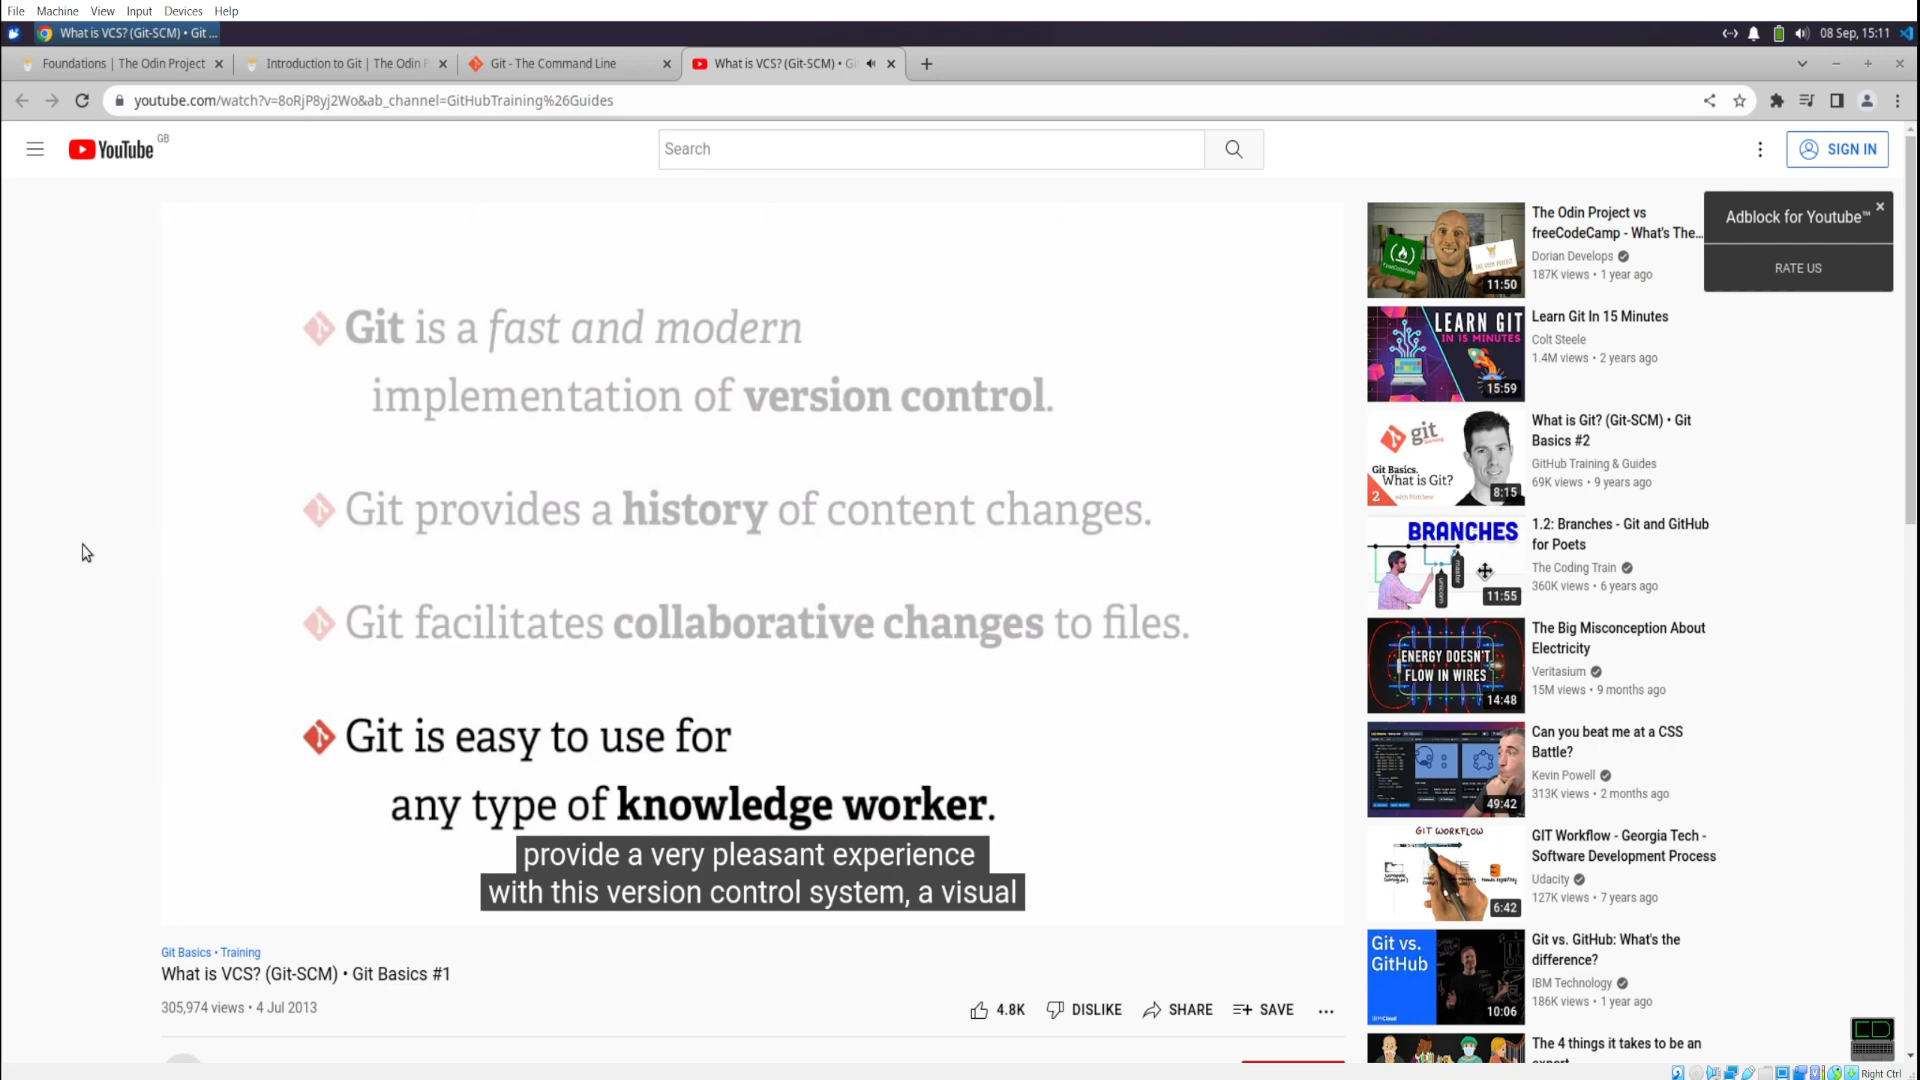 File Machine View Input Devices Help
What is VCS? (Git-SCM) • Git ...
08 Sep, 15:11
Foundations | The Odin Project
Introduction to Git | The Odin P
Git - The Command Line
What is VCS? (Git-SCM) • Gi
youtube.com/watch?v=8oRjP8yj2Wo&ab_channel=GitHubTraining%26Guides
YouTube GB
Search
SIGN IN
Git is a fast and modern
implementation of version control.
Git provides a history of content changes.
Git facilitates collaborative changes to files.
Git is easy to use for
any type of knowledge worker.
provide a very pleasant experience
with this version control system, a visual
Git Basics • Training
What is VCS? (Git-SCM) • Git Basics #1
305,974 views • 4 Jul 2013
4.8K DISLIKE SHARE SAVE ...
Adblock for Youtube™
RATE US
11:50
The Odin Project vs
freeCodeCamp - What's The...
Dorian Develops
187K views • 1 year ago
LEARN GIT
IN 15 MINUTES
15:59
Learn Git In 15 Minutes
Colt Steele
1.4M views • 2 years ago
git
Git Basics.
What is Git?
2 with Matthew
8:15
What is Git? (Git-SCM) • Git
Basics #2
GitHub Training & Guides
69K views • 9 years ago
BRANCHES
master
unicorn
11:55
1.2: Branches - Git and GitHub
for Poets
The Coding Train
360K views • 6 years ago
ENERGY DOESN'T
FLOW IN WIRES
14:48
The Big Misconception About
Electricity
Veritasium
15M views • 9 months ago
49:42
Can you beat me at a CSS
Battle?
Kevin Powell
313K views • 2 months ago
GIT WORKFLOW
6:42
GIT Workflow - Georgia Tech -
Software Development Process
Udacity
127K views • 7 years ago
Git vs.
GitHub
10:06
Git vs. GitHub: What's the
difference?
IBM Technology
186K views • 1 year ago
The 4 things it takes to be an
CD
Right Ctrl